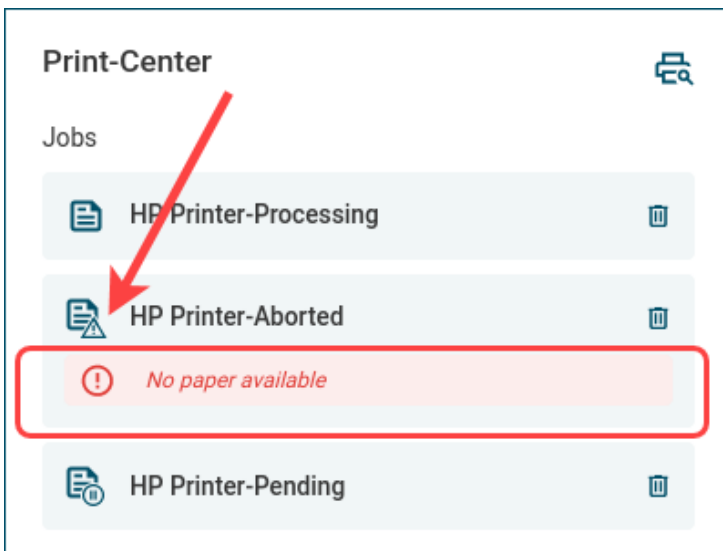 Print-Center
Jobs
HP Printer-Processing
HP Printer-Aborted
No paper available
HP Printer-Pending